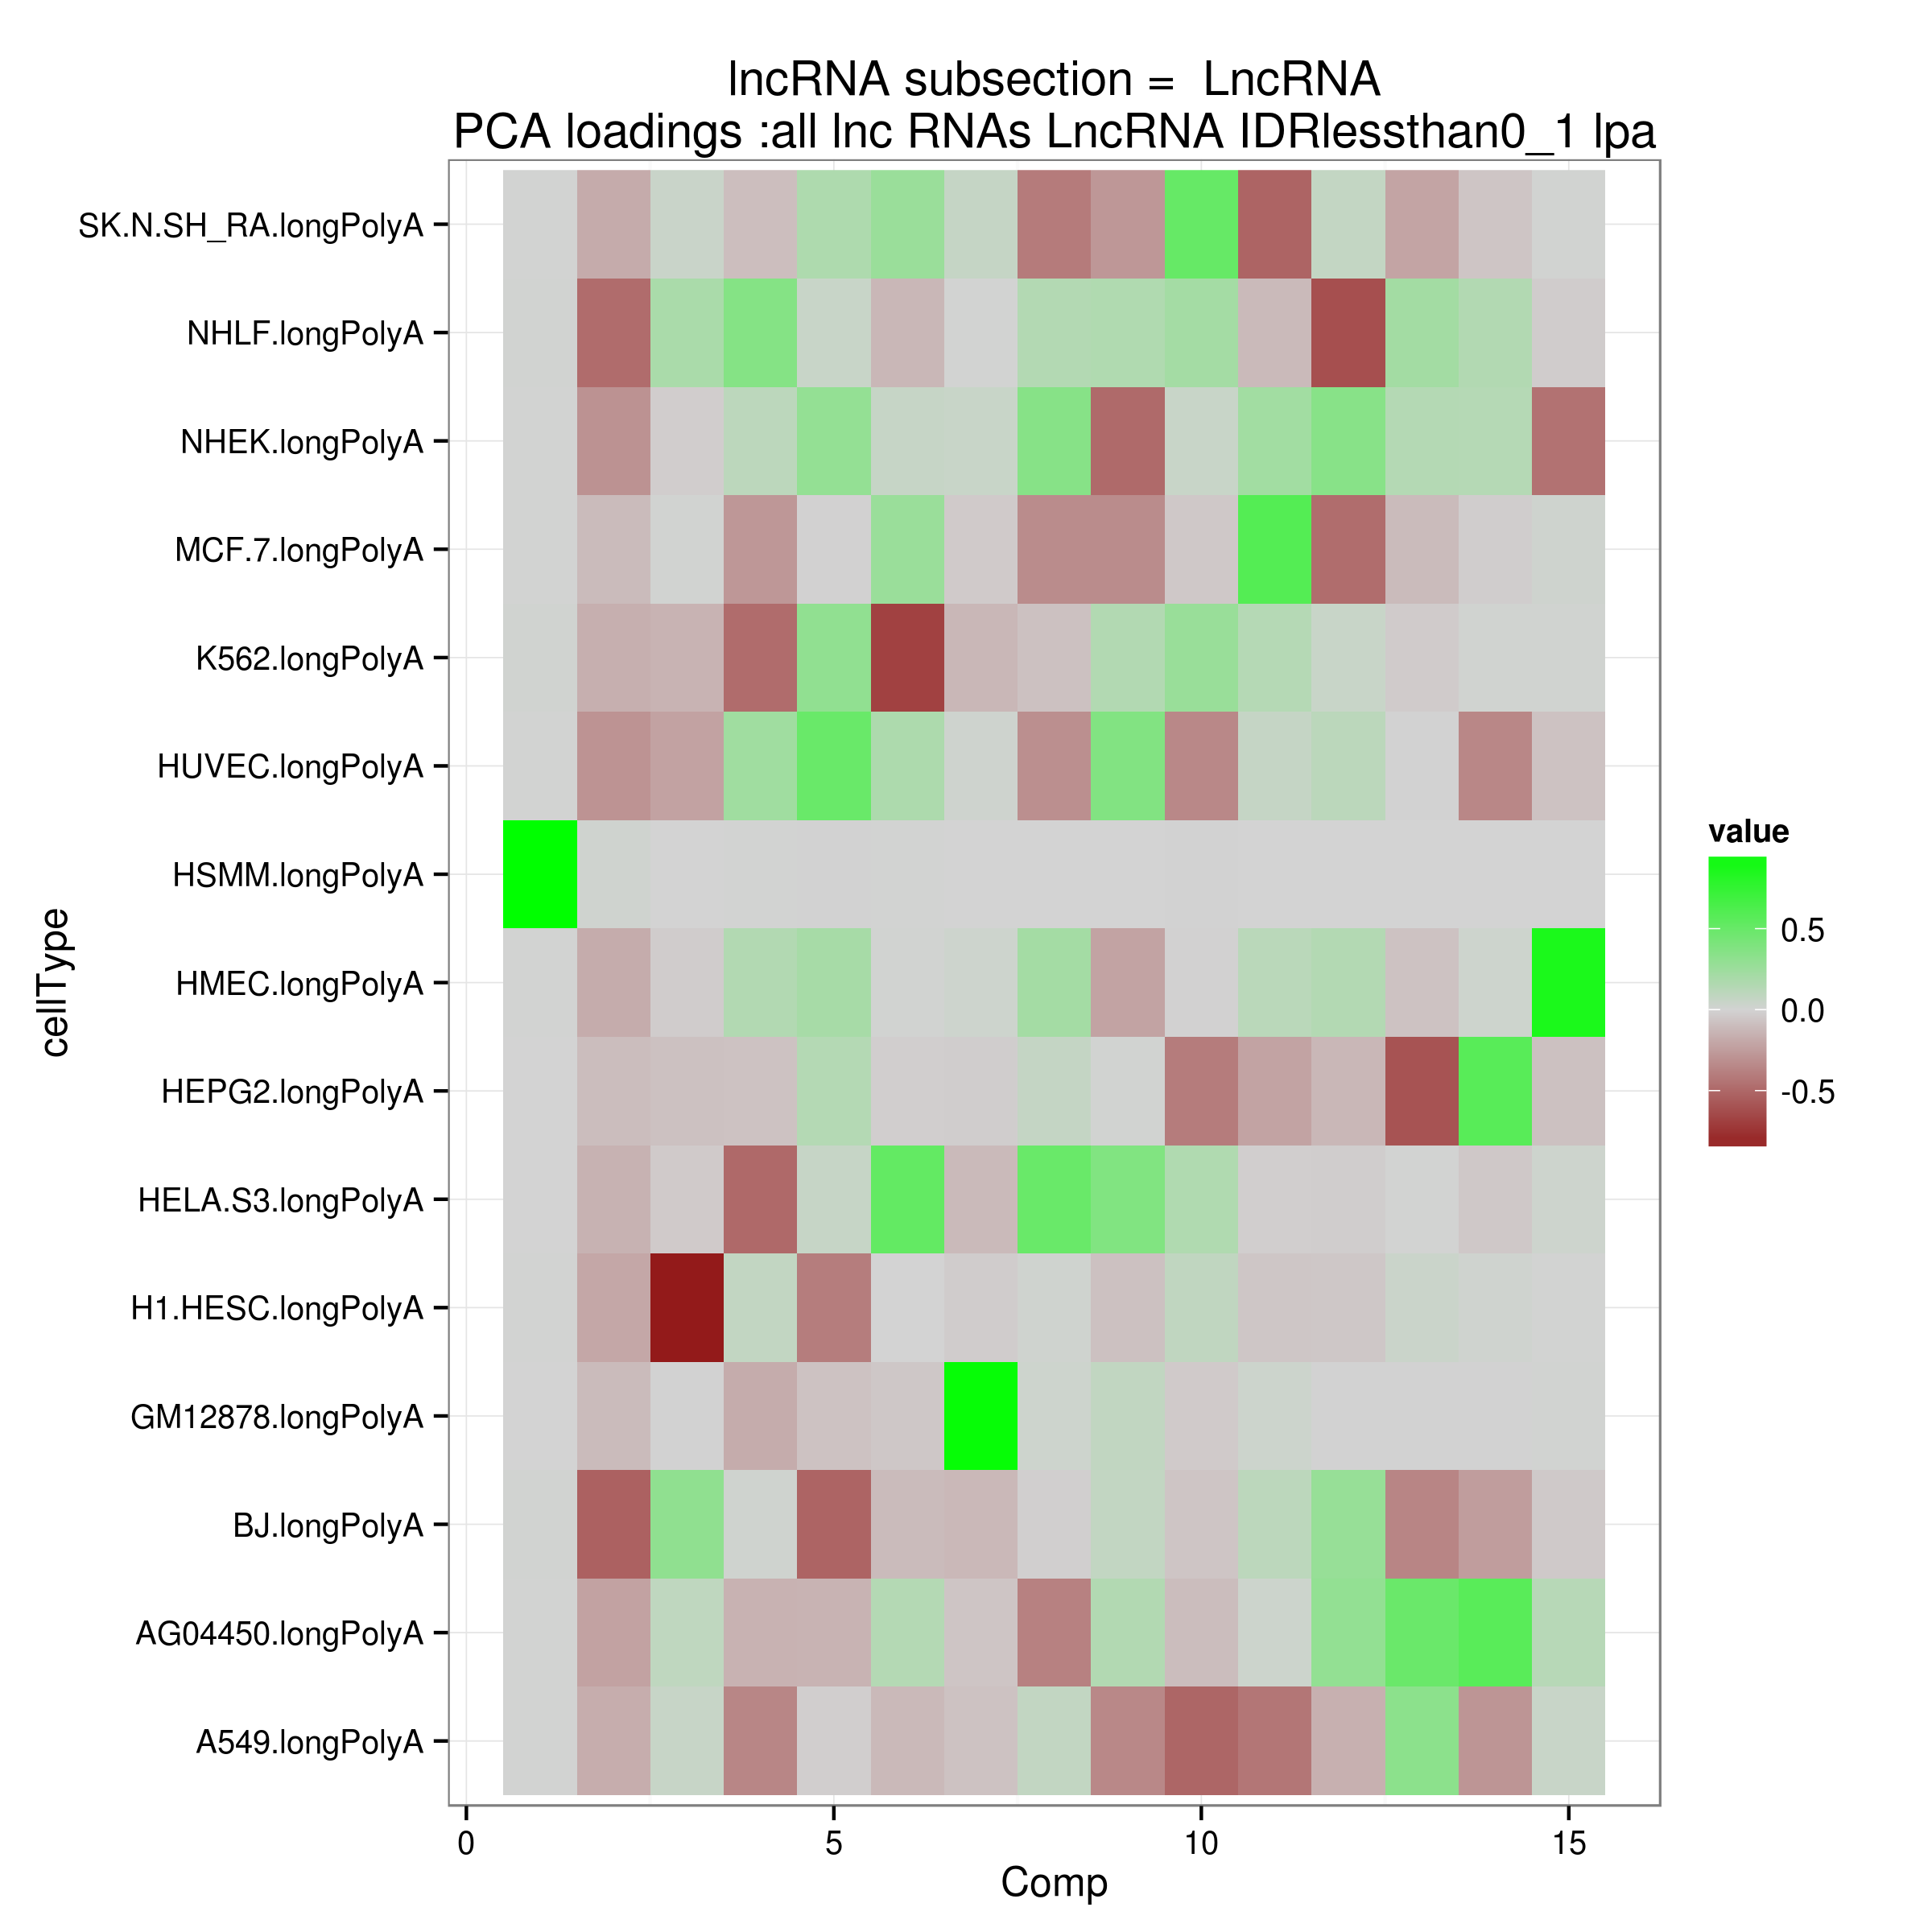 lncRNA subsection =  LncRNA
PCA loadings :all lnc RNAs LncRNA IDRlessthan0_1 lpa
SK.N.SH_RA.longPolyA
NHLF.longPolyA
NHEK.longPolyA
MCF.7.longPolyA
K562.longPolyA
HUVEC.longPolyA
HSMM.longPolyA
HMEC.longPolyA
HEPG2.longPolyA
HELA.S3.longPolyA
H1.HESC.longPolyA
GM12878.longPolyA
BJ.longPolyA
AG04450.longPolyA
A549.longPolyA
cellType
0 5 10 15
Comp
value
0.5
0.0
-0.5